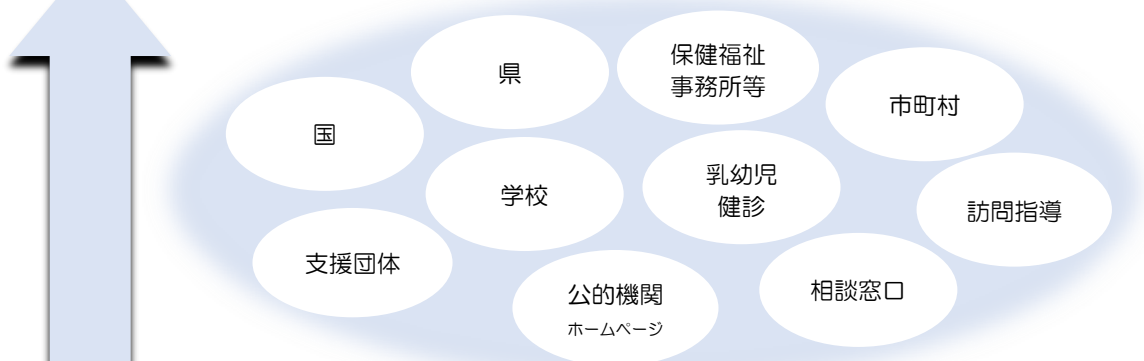 県
保健福祉
事務所等
市町村
国
学校
乳幼児
健診
訪問指導
支援団体
公的機関
ホームページ
相談窓口